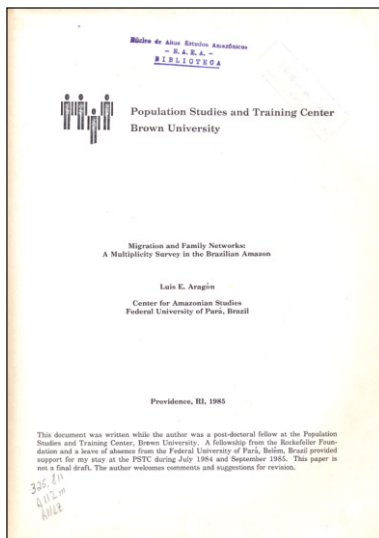 Núcleo de Altos Estudos Amazônicos
- N. A. E. A. -
BIBLIOTECA
Population Studies and Training Center
Brown University
Migration and Family Networks:
A Multiplicity Survey in the Brazilian Amazon
Luis E. Aragón
Center for Amazonian Studies
Federal University of Pará, Brazil
Providence, RI, 1985
This document was written while the author was a post-doctoral fellow at the Population
Studies and Training Center, Brown University. A fellowship from the Rockefeller Foun-
dation and a leave of absence from the Federal University of Pará, Belém, Brazil provided
support for my stay at the PSTC during July 1984 and September 1985. This paper is
not a final draft. The author welcomes comments and suggestions for revision.
325.811